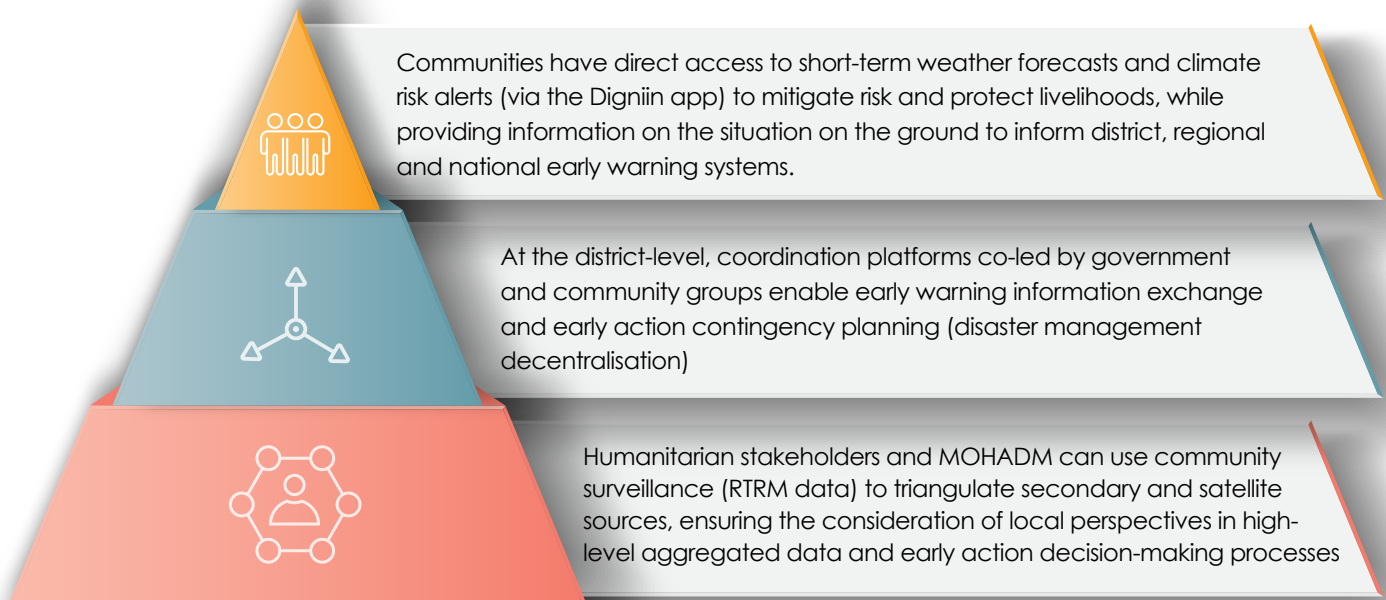 Communities have direct access to short-term weather forecasts and climate
risk alerts (via the Digniin app) to mitigate risk and protect livelihoods, while
providing information on the situation on the ground to inform district, regional
and national early warning systems.
At the district-level, coordination platforms co-led by government
and community groups enable early warning information exchange
and early action contingency planning (disaster management
decentralisation)
Humanitarian stakeholders and MOHADM can use community
surveillance (RTRM data) to triangulate secondary and satellite
sources, ensuring the consideration of local perspectives in high-
level aggregated data and early action decision-making processes